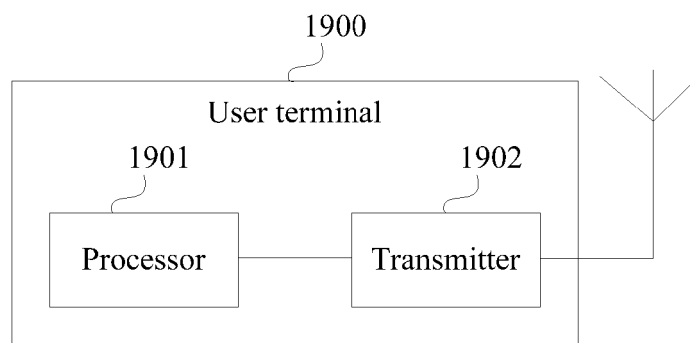 1900
User terminal
1901
1902
Processor
Transmitter